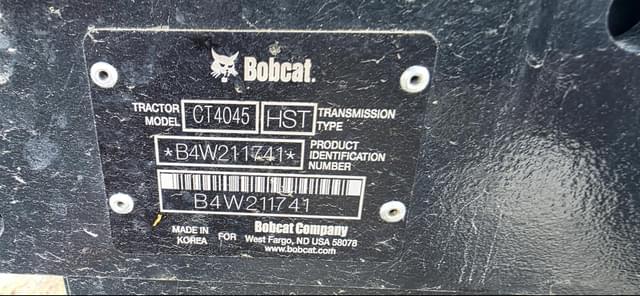 Bobcat.
TRACTOR MODEL CT4045 HST TRANSMISSION TYPE
*B4W211741* PRODUCT IDENTIFICATION NUMBER
B4W211741
MADE IN KOREA FOR Bobcat Company
West Fargo, ND USA 58078
www.bobcat.com